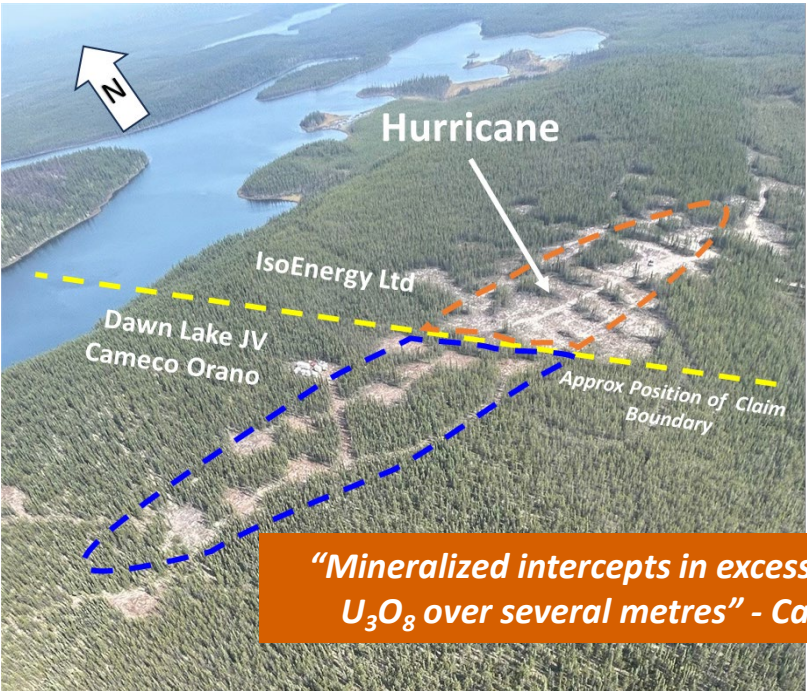 N
Hurricane
IsoEnergy Ltd
Dawn Lake JV
Cameco Orano
Approx Position of Claim
Boundary
“Mineralized intercepts in excess
U₃O₈ over several metres” - Ca